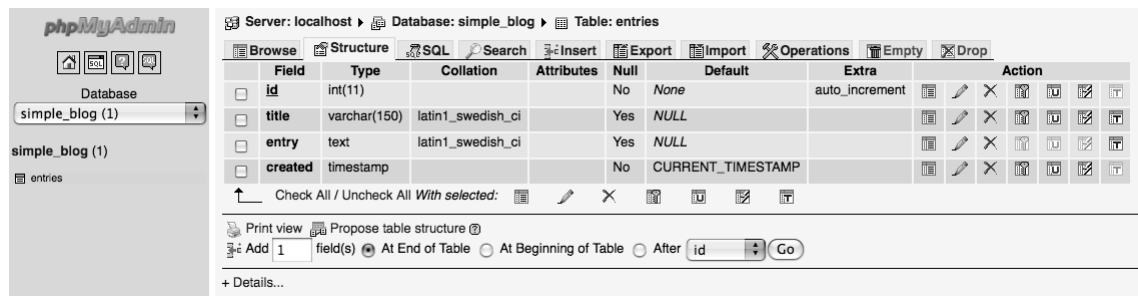 phpMyAdmin
SQL
Database
simple_blog (1)
simple_blog (1)
entries
Server: localhost ▸ Database: simple_blog ▸ Table: entries
Browse Structure SQL Search Insert Export Import Operations Empty Drop
Field Type Collation Attributes Null Default Extra Action
id int(11) No None auto_increment
title varchar(150) latin1_swedish_ci Yes NULL
entry text latin1_swedish_ci Yes NULL
created timestamp No CURRENT_TIMESTAMP
Check All / Uncheck All With selected:
Print view Propose table structure
Add 1 field(s) At End of Table At Beginning of Table After id Go
+ Details...